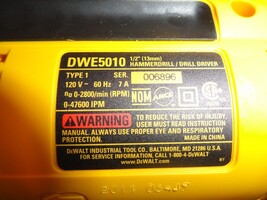 DWE5010
1/2" (13mm)
HAMMERDRILL / DRILL DRIVER
TYPE 1 SER. 006896
120 V ~ 60 Hz 7 A
no 0-2800/min (RPM)
0-47600 IPM
NOM ANCE
WARNING TO REDUCE THE RISK OF INJURY, USER MUST READ INSTRUCTION
MANUAL. ALWAYS USE PROPER EYE AND RESPIRATORY
PROTECTION. MADE IN CHINA
DEWALT INDUSTRIAL TOOL CO., BALTIMORE, MD 21286 U.S.A.
FOR SERVICE INFORMATION, CALL 1-800-4-DEWALT
www.DEWALT.com